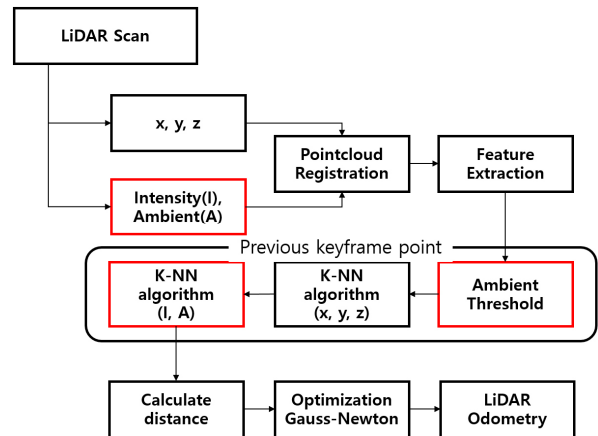 LiDAR Scan
x, y, z
Intensity(I),
Ambient(A)
Pointcloud
Registration
Feature
Extraction
Previous keyframe point
Ambient
Threshold
K-NN
algorithm
(x, y, z)
K-NN
algorithm
(I, A)
Calculate
distance
Optimization
Gauss-Newton
LiDAR
Odometry